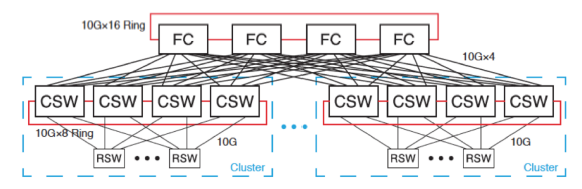 10G×16 Ring
FC FC FC FC
10G×4
CSW CSW CSW CSW CSW CSW CSW CSW
10G×8 Ring 10G 10G
RSW RSW RSW RSW
Cluster Cluster